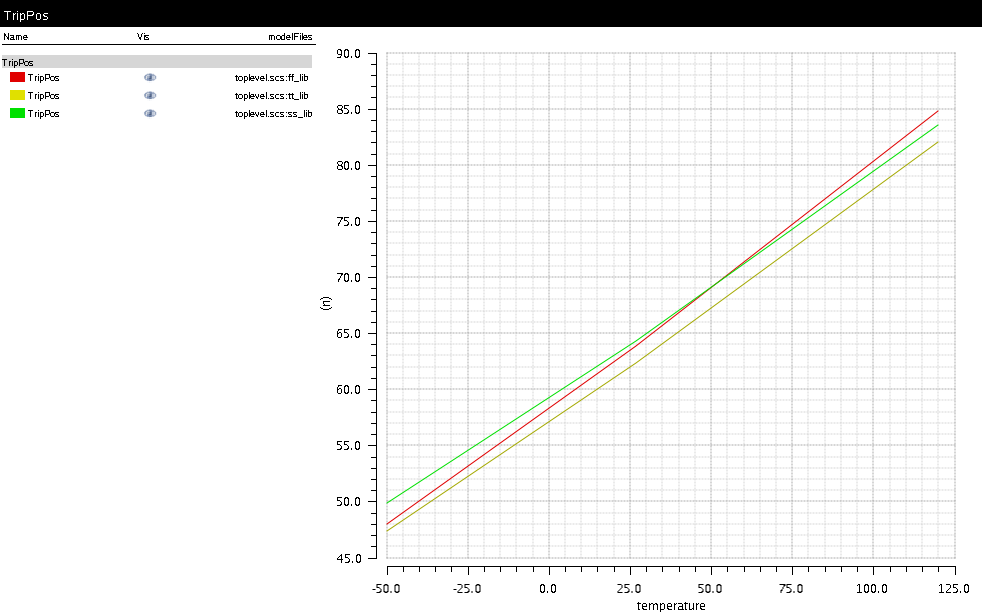 TripPos
Name Vis modelFiles
TripPos
TripPos toplevel.scs:ff_lib
TripPos toplevel.scs:tt_lib
TripPos toplevel.scs:ss_lib
90.0
85.0
80.0
75.0
70.0
(n)
65.0
60.0
55.0
50.0
45.0
-50.0 -25.0 0.0 25.0 50.0 75.0 100.0 125.0
temperature